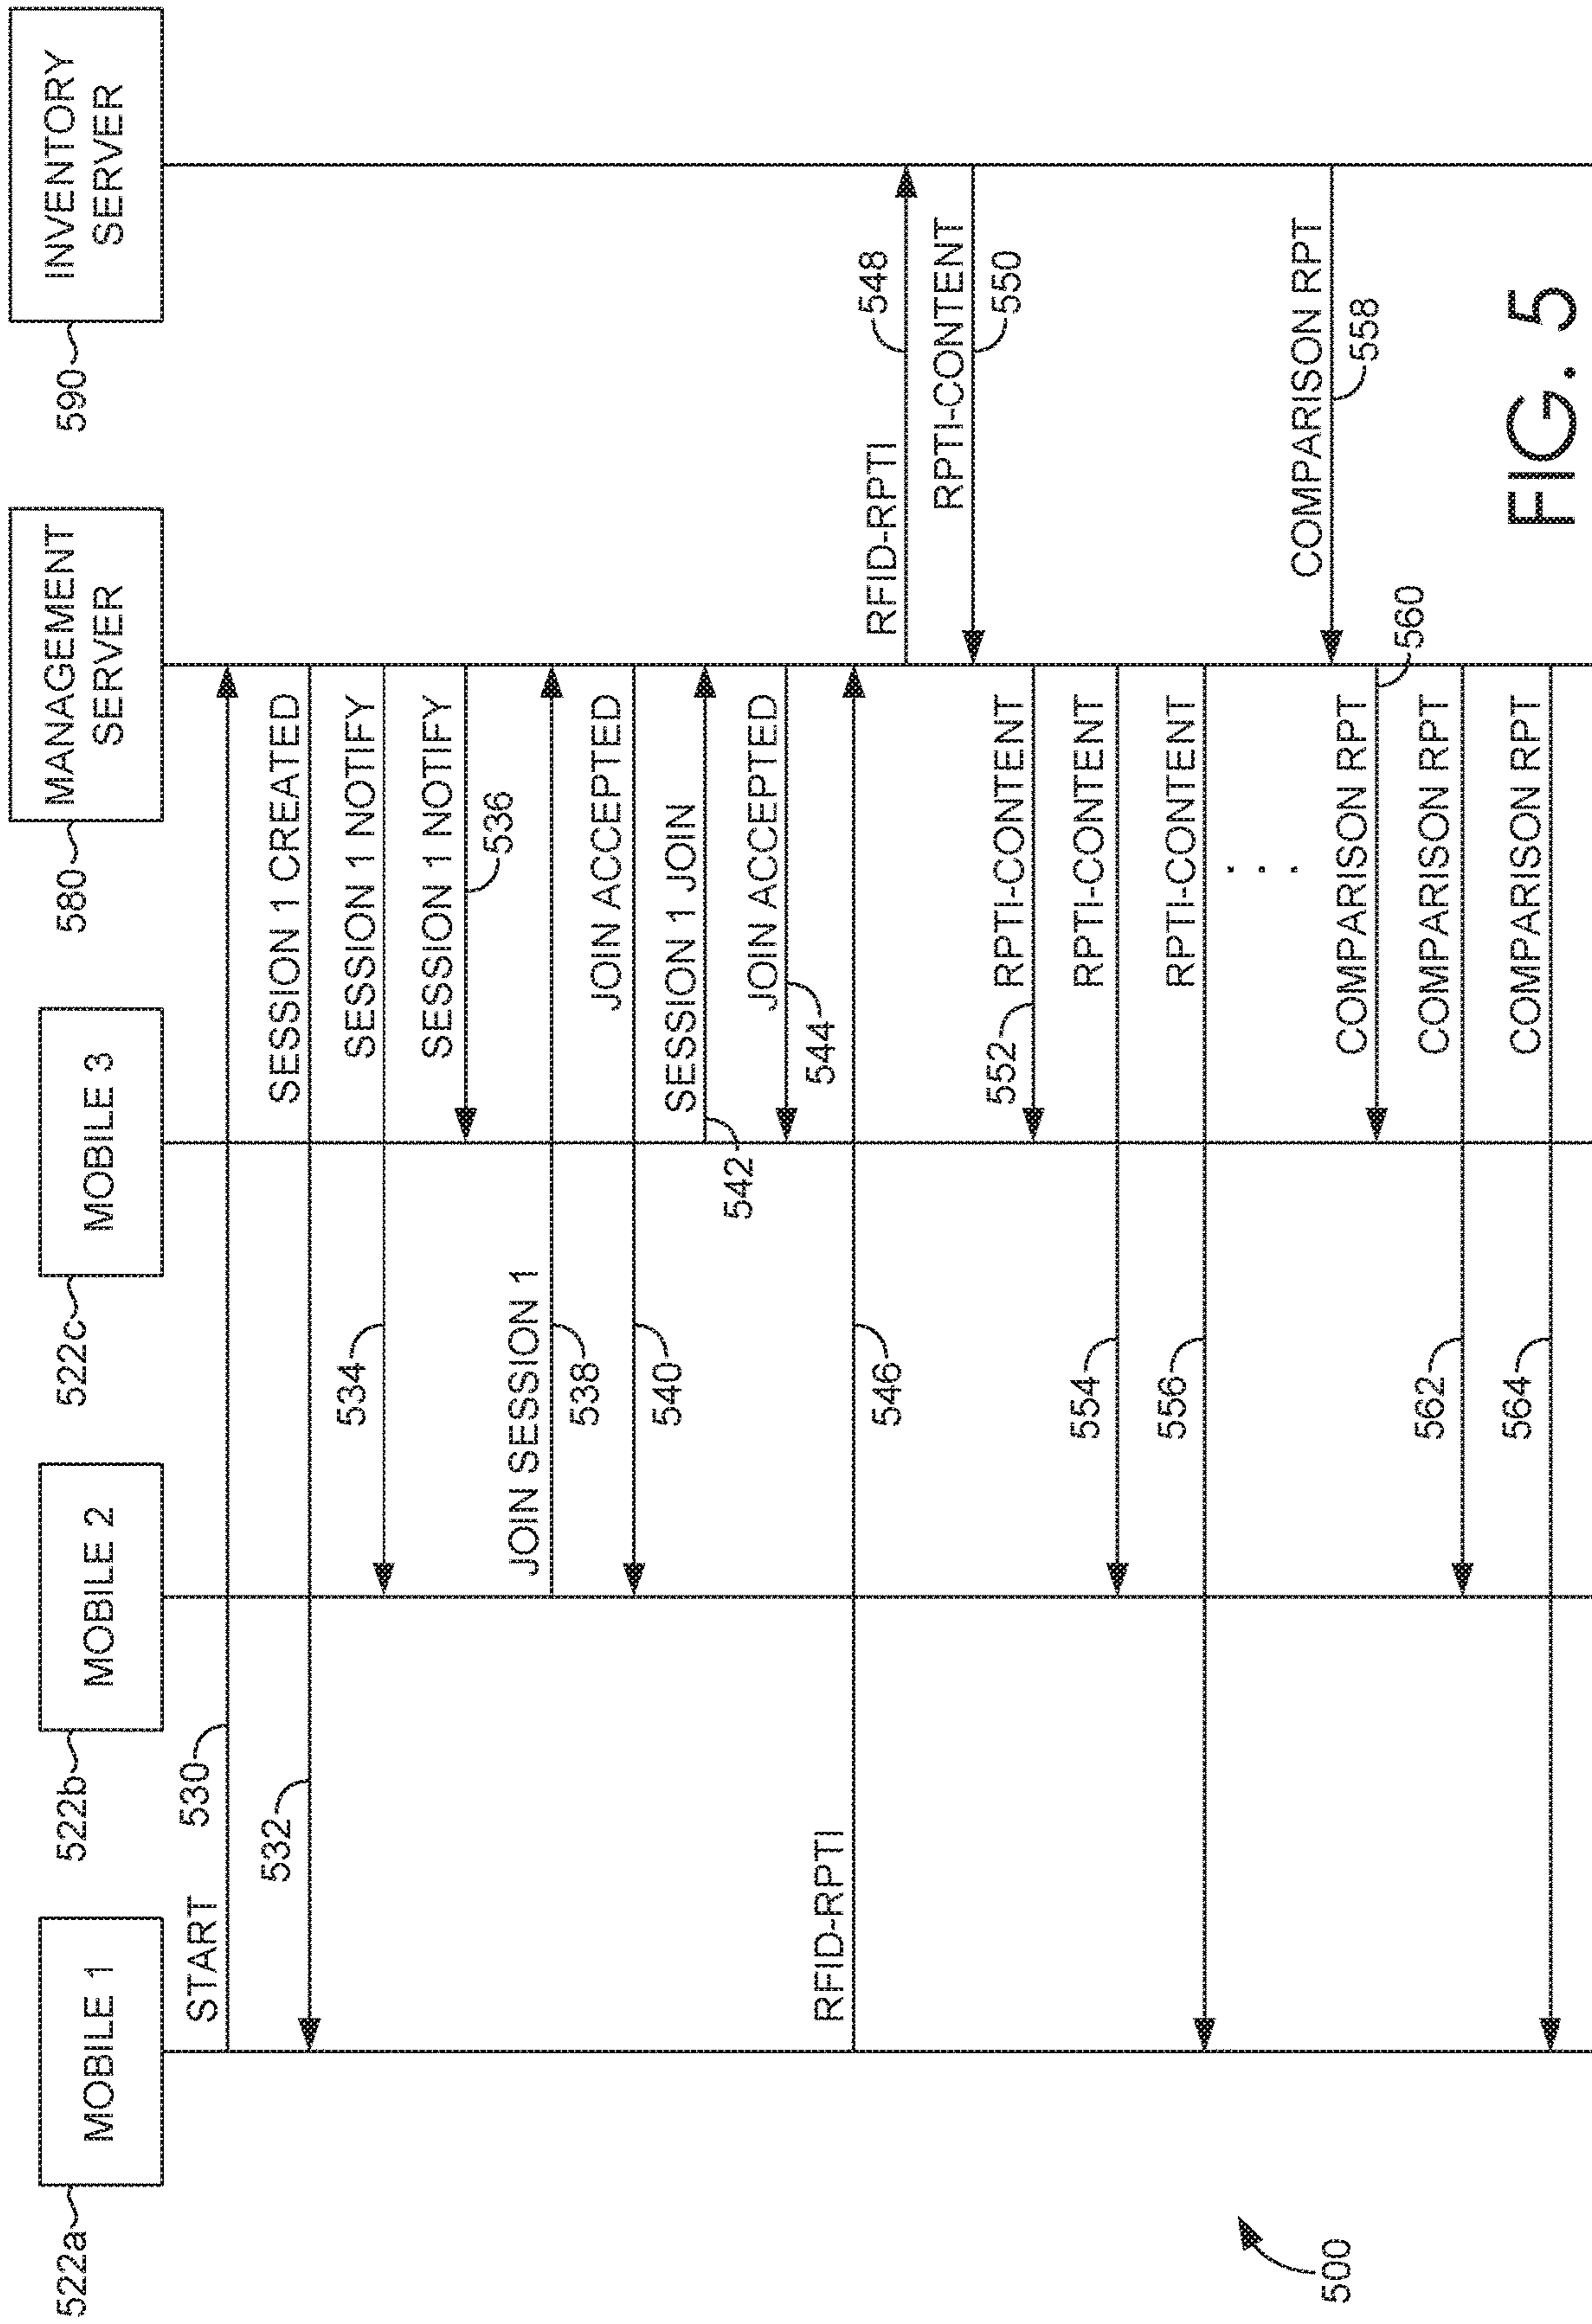 522a
MOBILE 1
522b
MOBILE 2
522c
MOBILE 3
580
MANAGEMENT
SERVER
590
INVENTORY
SERVER
START
530
532
SESSION 1 CREATED
534
SESSION 1 NOTIFY
SESSION 1 NOTIFY
536
JOIN SESSION 1
538
JOIN ACCEPTED
540
SESSION 1 JOIN
542
JOIN ACCEPTED
544
RFID-RPTI
546
RFID-RPTI
548
RPTI-CONTENT
550
RPTI-CONTENT
552
RPTI-CONTENT
554
RPTI-CONTENT
556
. . .
COMPARISON RPT
558
COMPARISON RPT
560
COMPARISON RPT
562
COMPARISON RPT
564
500
FIG. 5